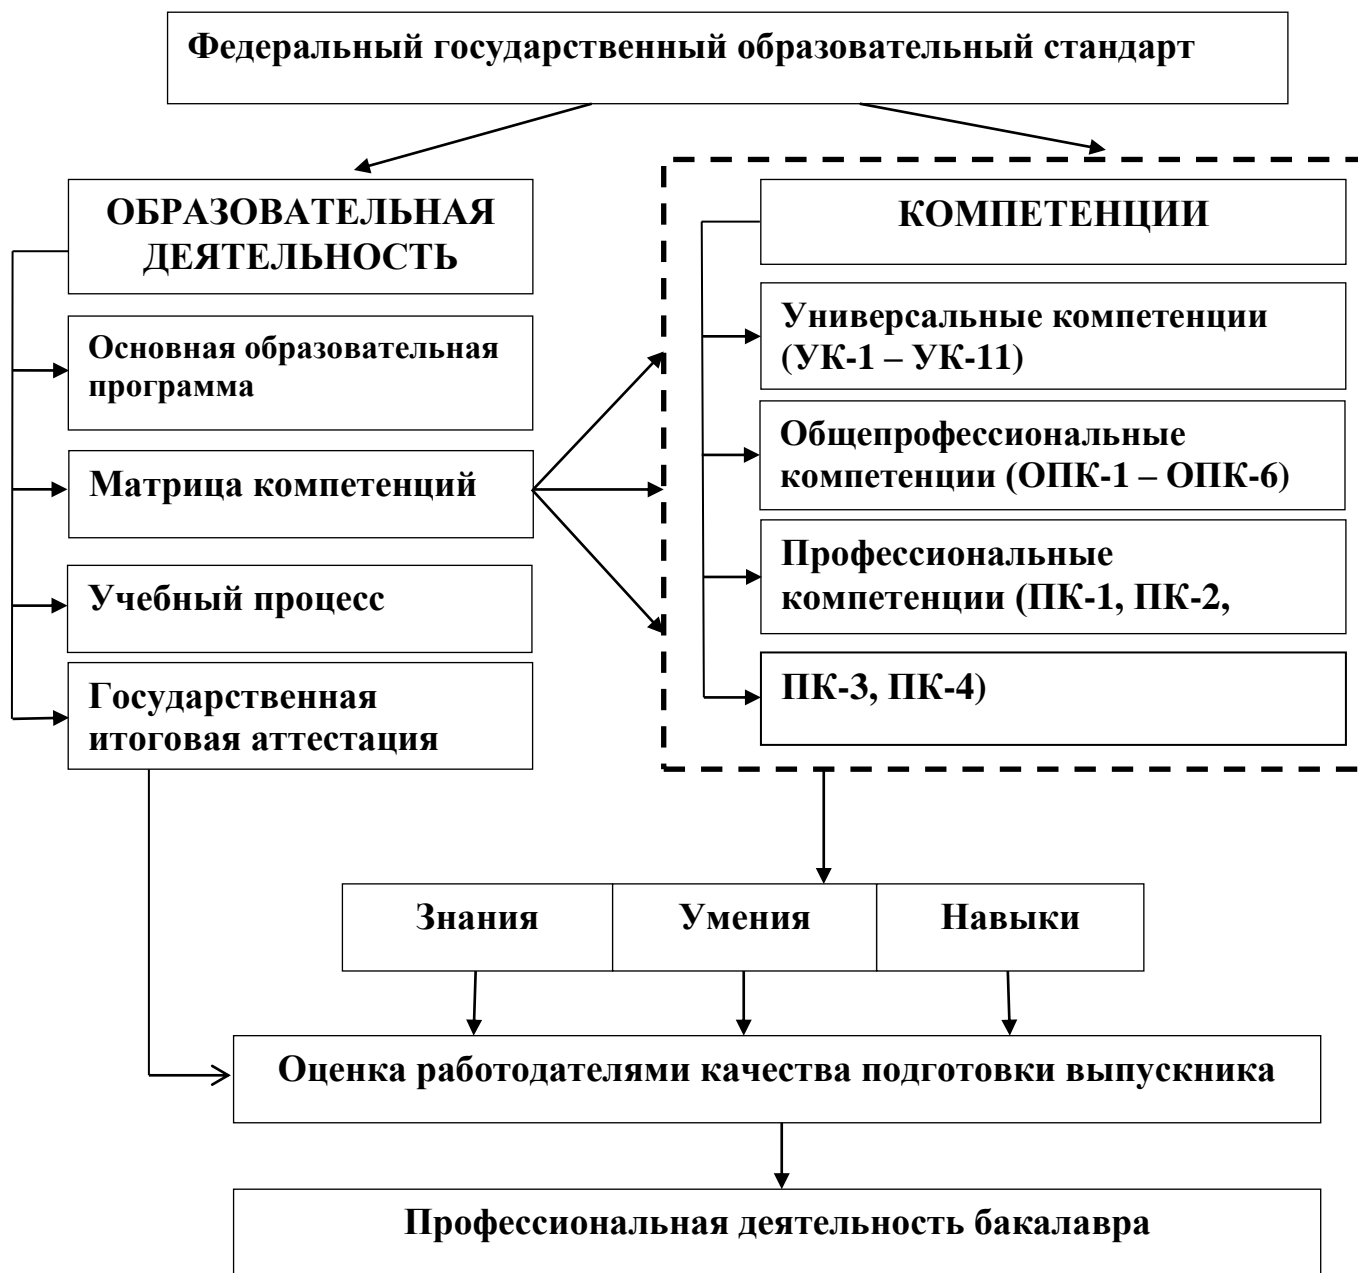 Федеральный государственный образовательный стандарт
ОБРАЗОВАТЕЛЬНАЯ
ДЕЯТЕЛЬНОСТЬ
Основная образовательная
программа
Матрица компетенций
Учебный процесс
Государственная
итоговая аттестация
КОМПЕТЕНЦИИ
Универсальные компетенции
(УК-1 – УК-11)
Общепрофессиональные
компетенции (ОПК-1 – ОПК-6)
Профессиональные
компетенции (ПК-1, ПК-2,
ПК-3, ПК-4)
Знания
Умения
Навыки
Оценка работодателями качества подготовки выпускника
Профессиональная деятельность бакалавра